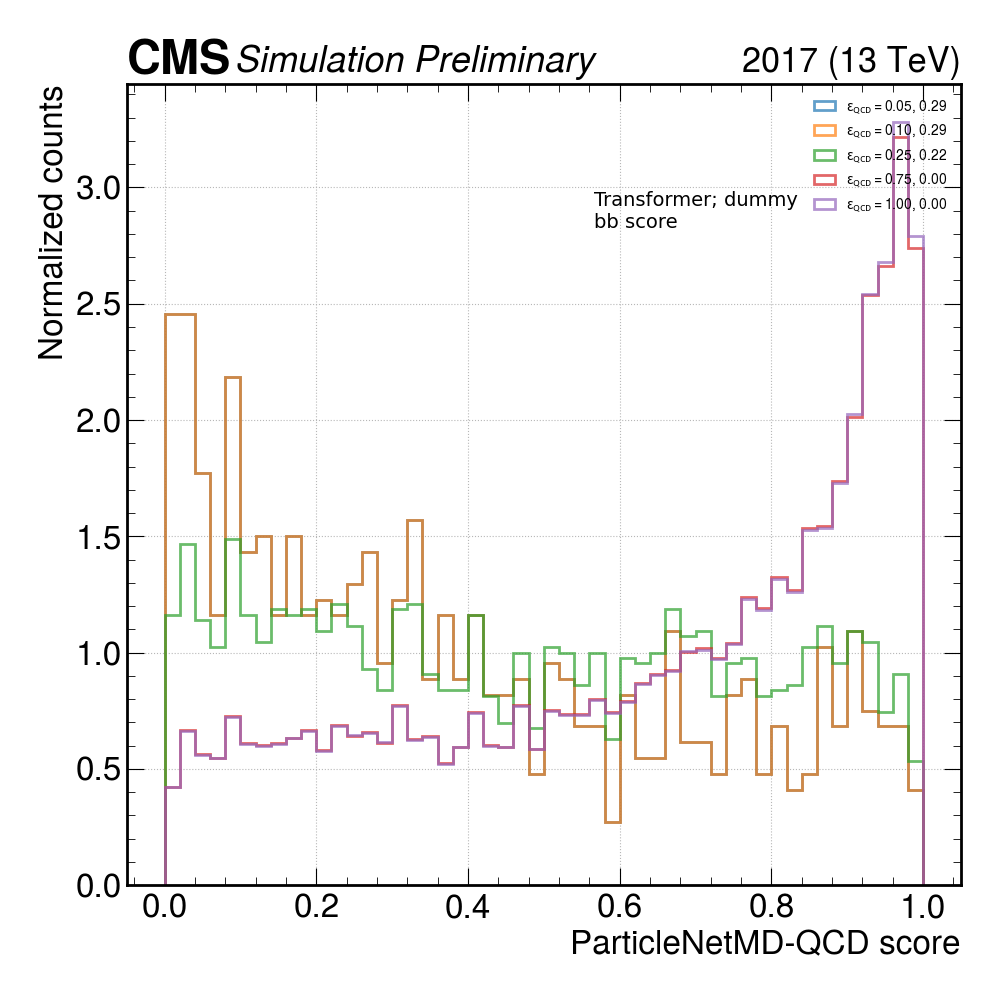 CMS Simulation Preliminary 2017 (13 TeV)
Normalized counts
ε_QCD = 0.05, 0.29
ε_QCD = 0.10, 0.29
ε_QCD = 0.25, 0.22
ε_QCD = 0.75, 0.00
ε_QCD = 1.00, 0.00
Transformer; dummy
bb score
3.0
2.5
2.0
1.5
1.0
0.5
0.0
0.0 0.2 0.4 0.6 0.8 1.0
ParticleNetMD-QCD score